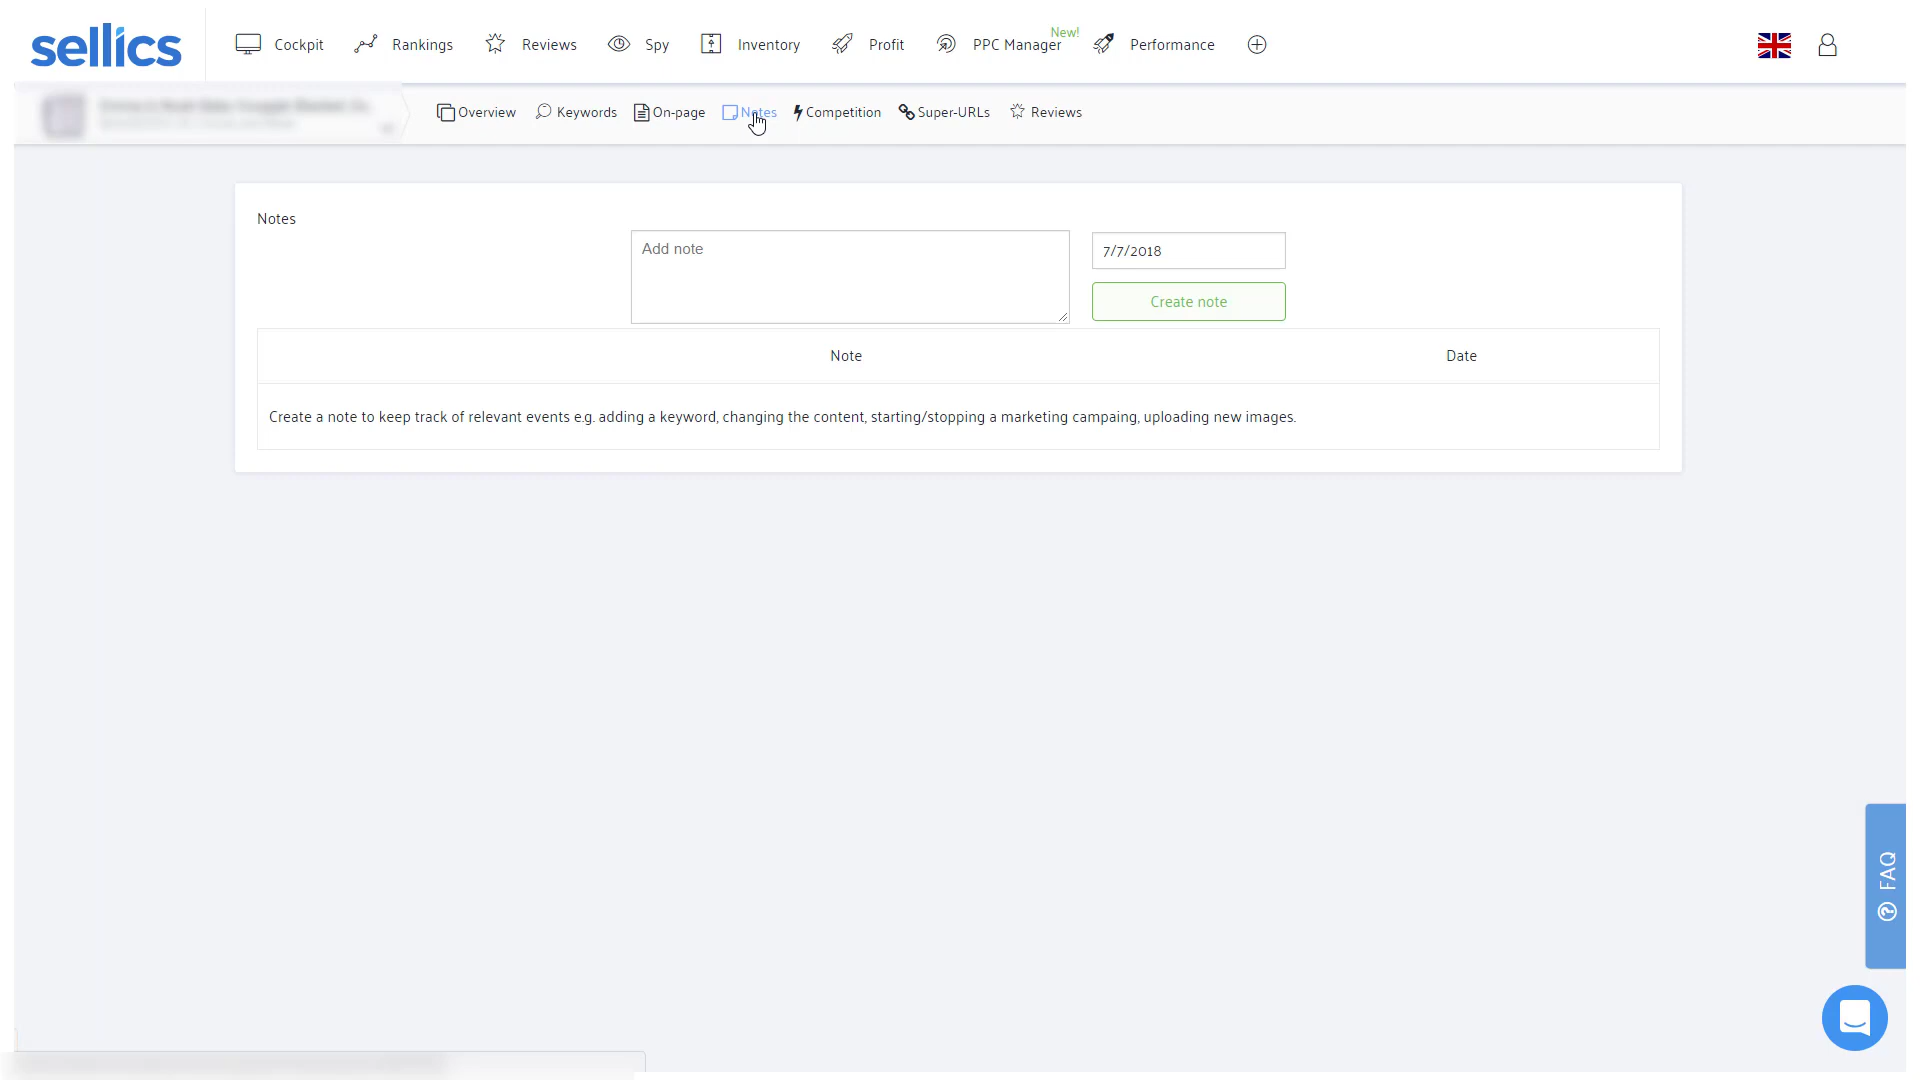 sellics
Cockpit Rankings Reviews Spy Inventory Profit PPC Manager New! Performance
Overview Keywords On-page Notes Competition Super-URLs Reviews
Notes
Add note
7/7/2018
Create note
Note Date
Create a note to keep track of relevant events e.g. adding a keyword, changing the content, starting/stopping a marketing campaing, uploading new images.
FAQ